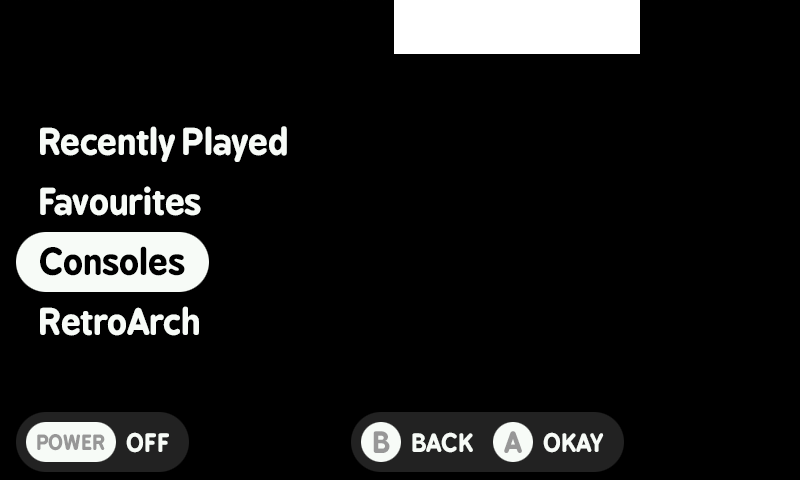 Recently Played
Favourites
Consoles
RetroArch
POWER OFF B BACK A OKAY